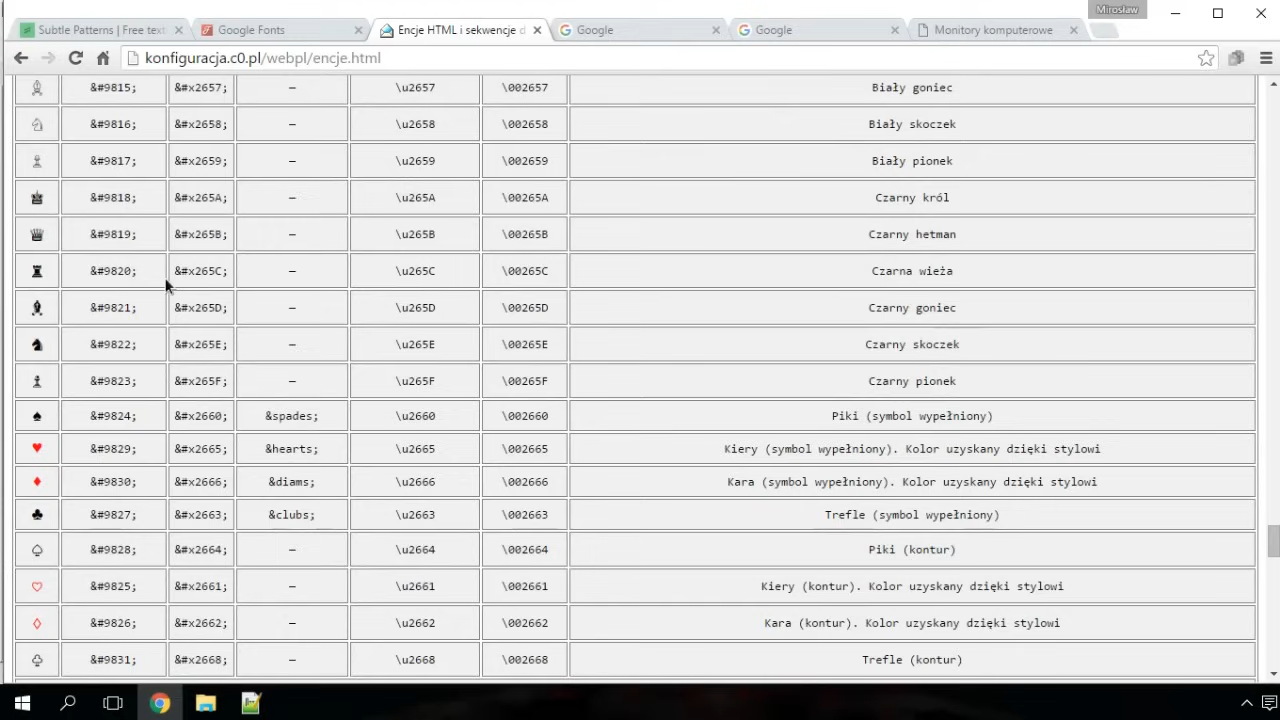 Mirosław
Subtle Patterns | Free text
Google Fonts
Encje HTML i sekwencje
Google
Google
Monitory komputerowe
konfiguracja.c0.pl/webpl/encje.html
♗ &#9815; &#x2657; – \u2657 \002657 Biały goniec
♘ &#9816; &#x2658; – \u2658 \002658 Biały skoczek
♙ &#9817; &#x2659; – \u2659 \002659 Biały pionek
♚ &#9818; &#x265A; – \u265A \00265A Czarny król
♛ &#9819; &#x265B; – \u265B \00265B Czarny hetman
♜ &#9820; &#x265C; – \u265C \00265C Czarna wieża
♝ &#9821; &#x265D; – \u265D \00265D Czarny goniec
♞ &#9822; &#x265E; – \u265E \00265E Czarny skoczek
♟ &#9823; &#x265F; – \u265F \00265F Czarny pionek
♠ &#9824; &#x2660; &spades; \u2660 \002660 Piki (symbol wypełniony)
♥ &#9829; &#x2665; &hearts; \u2665 \002665 Kiery (symbol wypełniony). Kolor uzyskany dzięki stylowi
♦ &#9830; &#x2666; &diams; \u2666 \002666 Kara (symbol wypełniony). Kolor uzyskany dzięki stylowi
♣ &#9827; &#x2663; &clubs; \u2663 \002663 Trefle (symbol wypełniony)
♤ &#9828; &#x2664; – \u2664 \002664 Piki (kontur)
♡ &#9825; &#x2661; – \u2661 \002661 Kiery (kontur). Kolor uzyskany dzięki stylowi
♢ &#9826; &#x2662; – \u2662 \002662 Kara (kontur). Kolor uzyskany dzięki stylowi
♧ &#9831; &#x2668; – \u2668 \002668 Trefle (kontur)